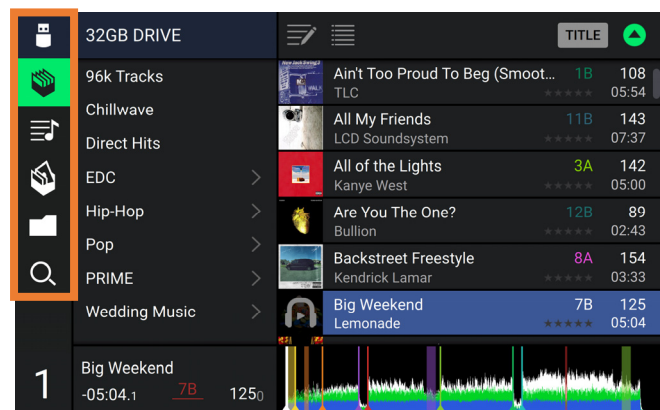 32GB DRIVE
TITLE
96k Tracks
Chillwave
Direct Hits
EDC
Hip-Hop
Pop
PRIME
Wedding Music
Ain't Too Proud To Beg (Smoot... 1B 108
TLC 05:54
All My Friends 11B 143
LCD Soundsystem 07:37
All of the Lights 3A 142
Kanye West 05:00
Are You The One? 12B 89
Bullion 02:43
Backstreet Freestyle 8A 154
Kendrick Lamar 03:33
Big Weekend 7B 125
Lemonade 05:04
1
Big Weekend
-05:04.1 7B 1250